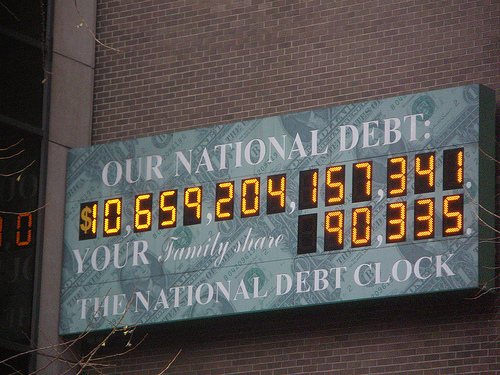 OUR NATIONAL DEBT:
$10,659,204,157,341.
YOUR Family share 90,335.
THE NATIONAL DEBT CLOCK